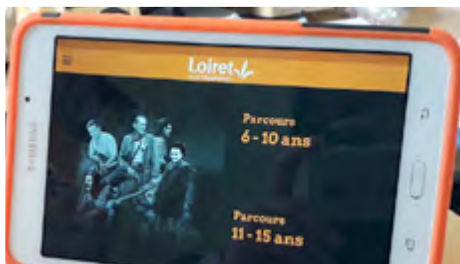 Loiret
Parcours
6-10 ans
Parcours
11-15 ans
SAMSUNG